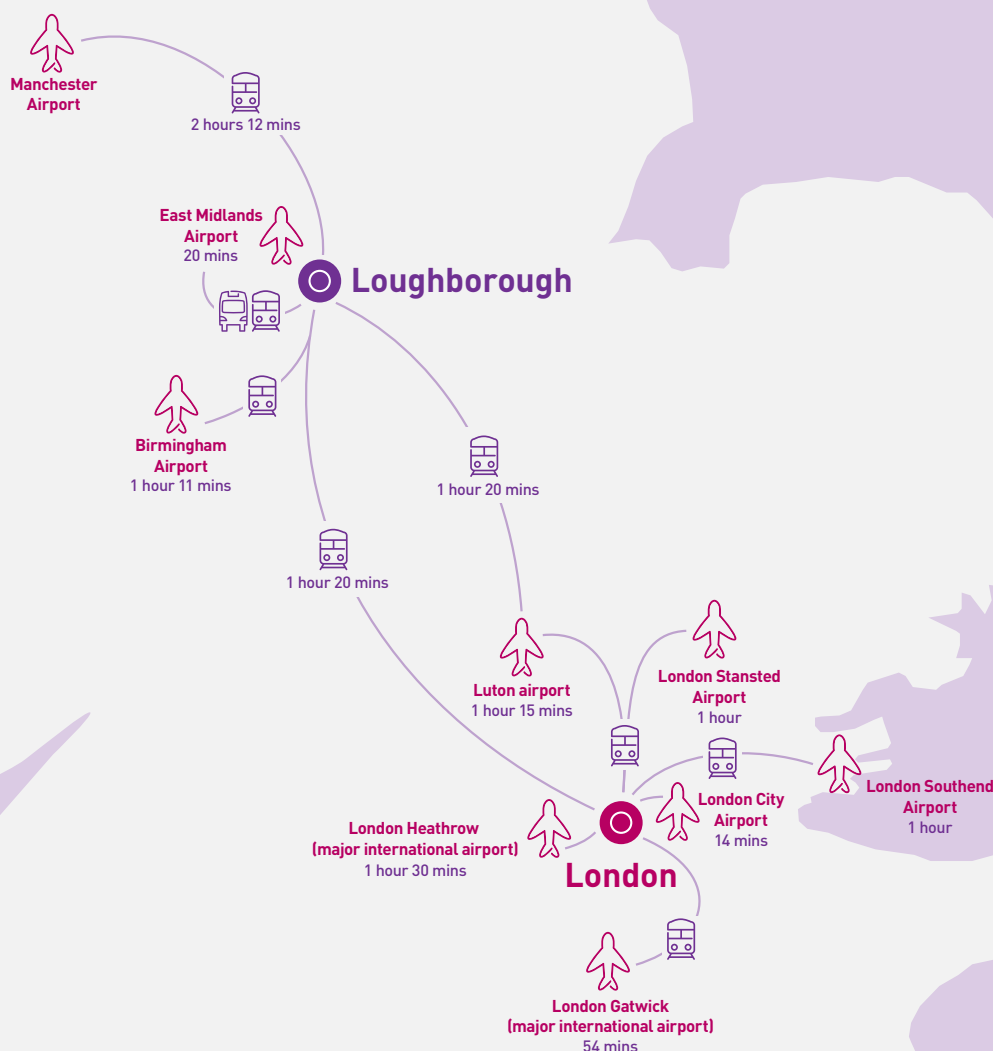 Manchester
Airport
2 hours 12 mins
East Midlands
Airport
20 mins
Loughborough
Birmingham
Airport
1 hour 11 mins
1 hour 20 mins
1 hour 20 mins
Luton airport
1 hour 15 mins
London Stansted
Airport
1 hour
London Southend
Airport
1 hour
London City
Airport
14 mins
London Heathrow
(major international airport)
1 hour 30 mins
London
London Gatwick
(major international airport)
54 mins